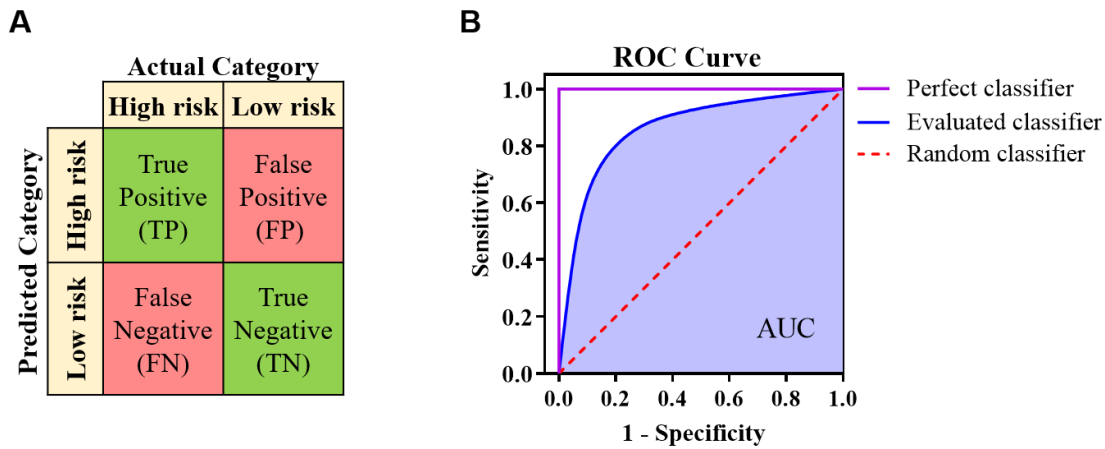 A
Actual Category
High risk
Low risk
Predicted Category
High risk
True
Positive
(TP)
False
Positive
(FP)
Low risk
False
Negative
(FN)
True
Negative
(TN)
B
ROC Curve
Sensitivity
1.0
0.8
0.6
0.4
0.2
0.0
AUC
0.0 0.2 0.4 0.6 0.8 1.0
1 - Specificity
Perfect classifier
Evaluated classifier
Random classifier